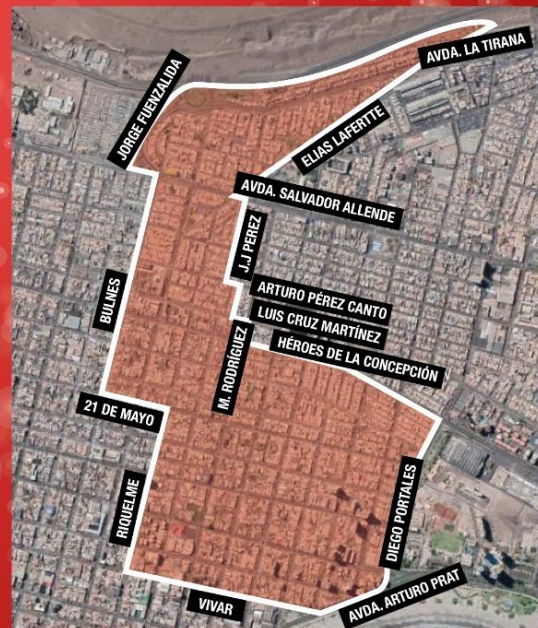 AVDA. LA TIRANA
JORGE FUENZALIDA
ELIAS LAFERTTE
AVDA. SALVADOR ALLENDE
J.J PEREZ
ARTURO PÉREZ CANTO
BULNES
LUIS CRUZ MARTÍNEZ
HÉROES DE LA CONCEPCIÓN
M. RODRÍGUEZ
21 DE MAYO
RIQUELME
DIEGO PORTALES
VIVAR
AVDA. ARTURO PRAT